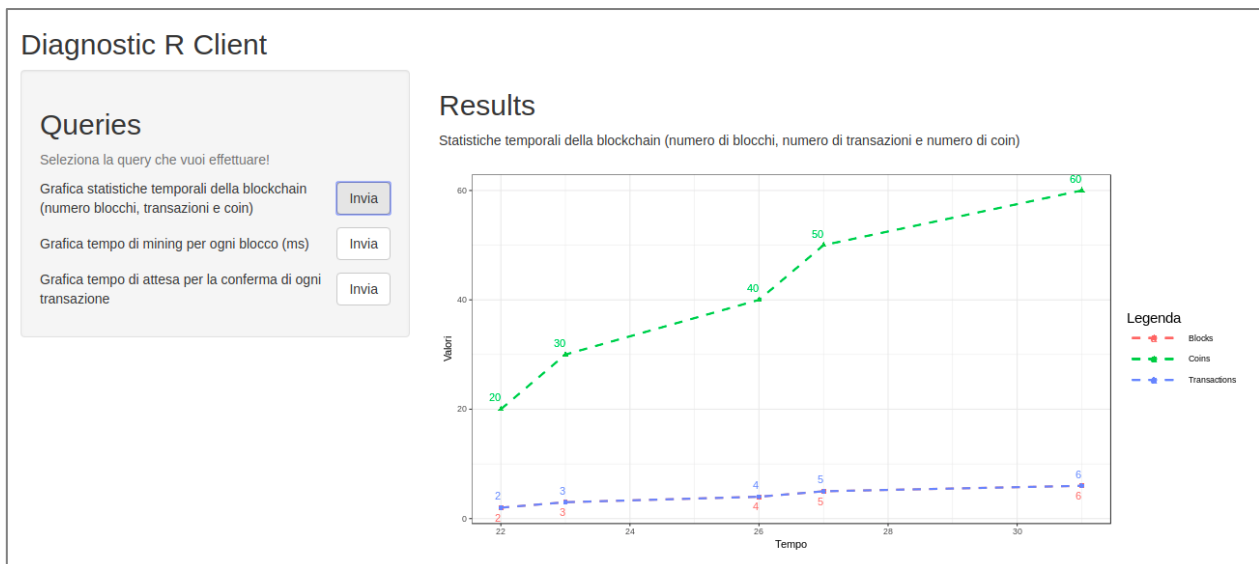 Diagnostic R Client
Queries
Seleziona la query che vuoi effettuare!
Grafica statistiche temporali della blockchain
(numero blocchi, transazioni e coin)
Invia
Grafica tempo di mining per ogni blocco (ms)
Invia
Grafica tempo di attesa per la conferma di ogni
transazione
Invia
Results
Statistiche temporali della blockchain (numero di blocchi, numero di transazioni e numero di coin)
Valori
60
40
20
0
20
30
40
50
60
2
3
4
5
6
2
3
4
5
6
22
24
26
28
30
Tempo
Legenda
Blocks
Coins
Transactions